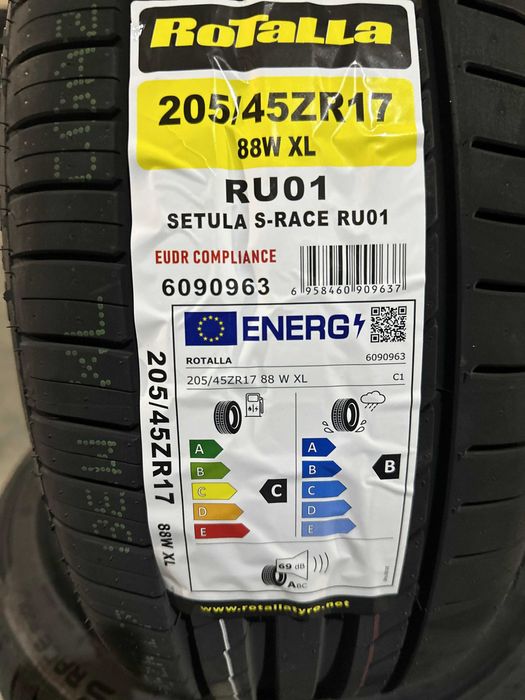 RoTalla
205/45ZR17
88W XL
RU01
SETULA S-RACE RU01
EUDR COMPLIANCE
6090963
6 958460 909637
ENERG
ROTALLA
6090963
205/45ZR17 88 W XL
C1
A
B
C
D
E
C
A
B
C
D
E
B
69 dB
ABC
www.rotallatyre.net
205/45ZR17 88W XL